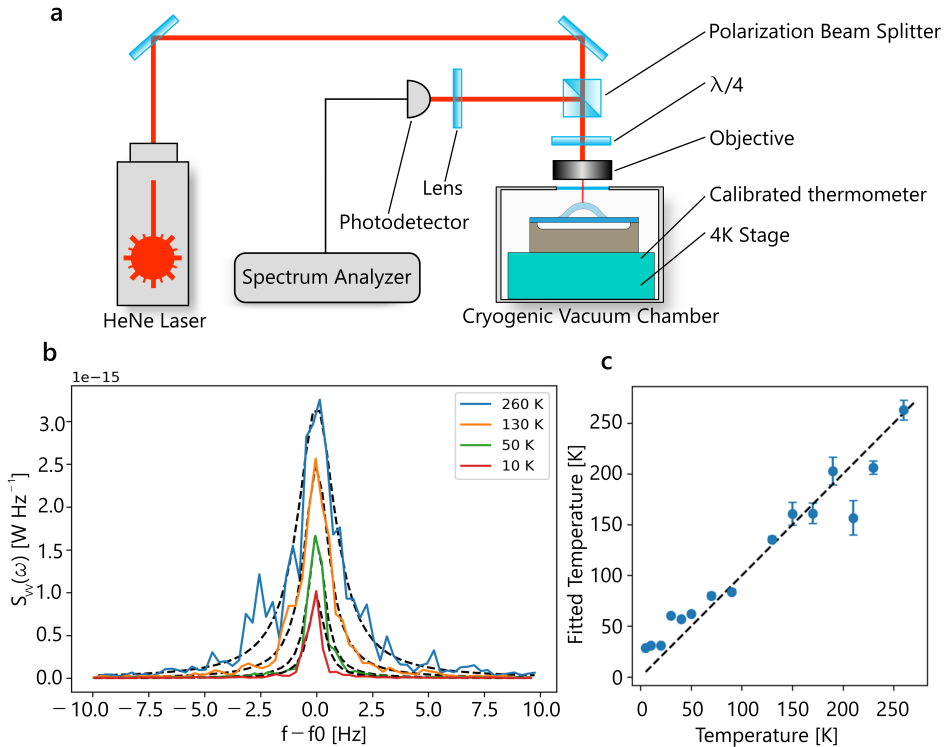 a
Polarization Beam Splitter
λ/4
Objective
Lens
Photodetector
Calibrated thermometer
4K Stage
Spectrum Analyzer
HeNe Laser
Cryogenic Vacuum Chamber
b
1e−15
3.0
2.5
1.5
1.0
0.5
0.0
S_W(ω) [W Hz⁻¹]
260 K
130 K
50 K
10 K
−10.0 −7.5 −5.0 −2.5 0.0 2.5 5.0 7.5 10.0
f−f0 [Hz]
c
250
200
150
100
50
0
Fitted Temperature [K]
0 50 100 150 200 250
Temperature [K]